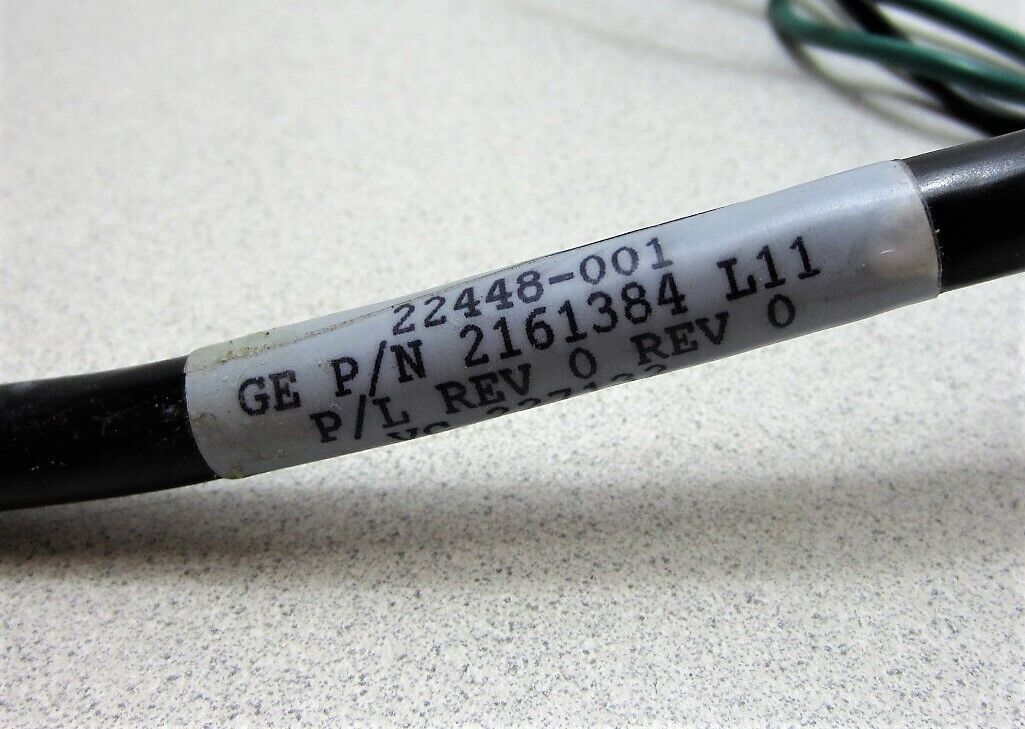 22448-001
GE P/N 2161384 L11
P/L REV 0 REV 0